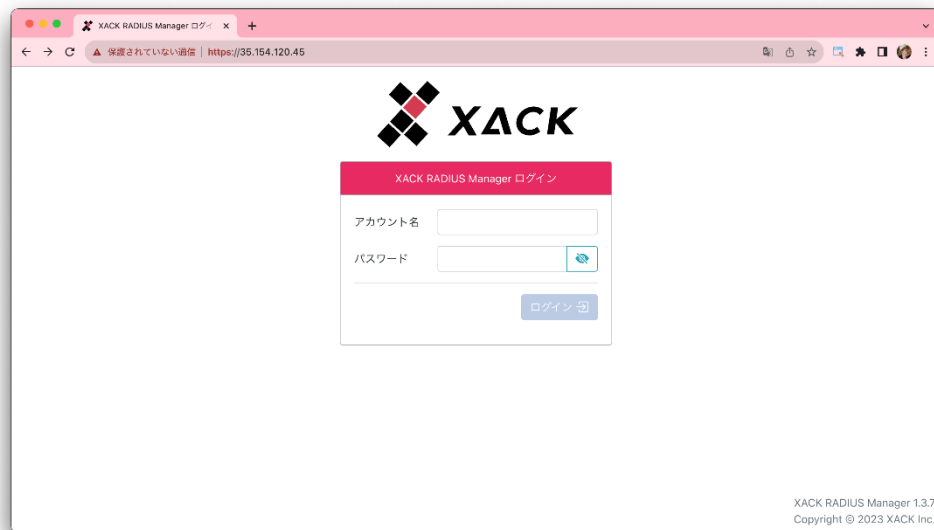 XACK RADIUS Manager ログイ
保護されていない通信 | https://35.154.120.45
XACK
XACK RADIUS Manager ログイン
アカウント名
パスワード
ログイン
XACK RADIUS Manager 1.3.7
Copyright © 2023 XACK Inc.